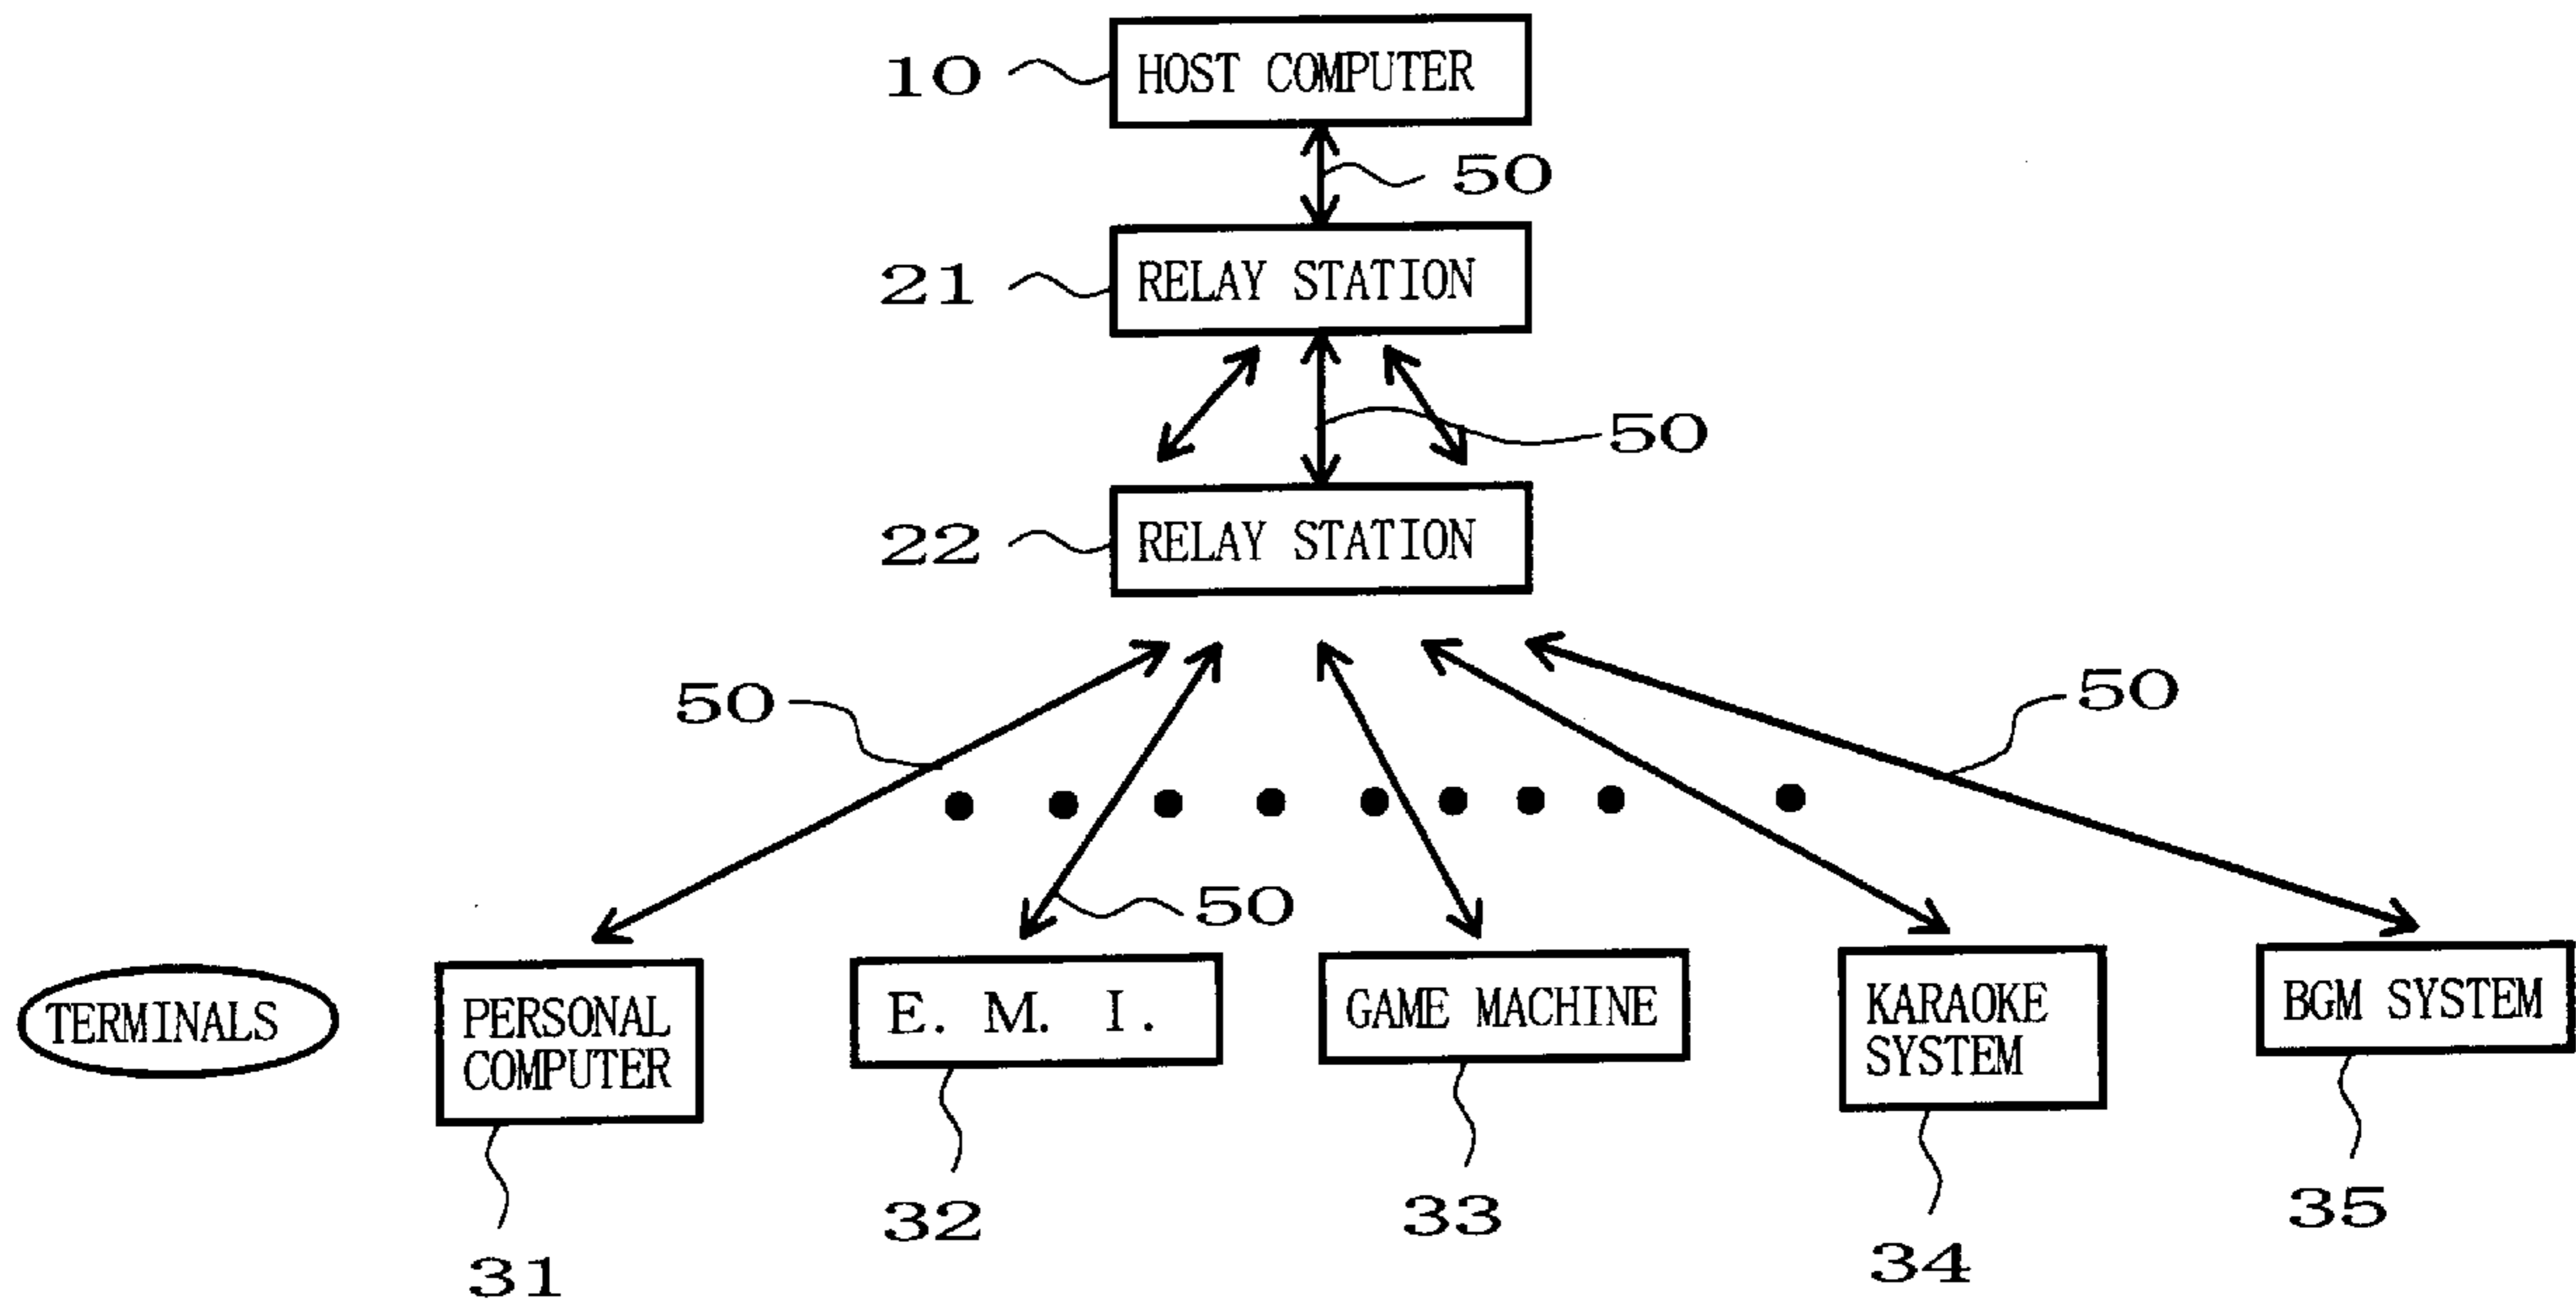 10
HOST COMPUTER
50
21
RELAY STATION
50
22
RELAY STATION
50
50
50
TERMINALS
PERSONAL
COMPUTER
E. M. I.
GAME MACHINE
KARAOKE
SYSTEM
BGM SYSTEM
31
32
33
34
35